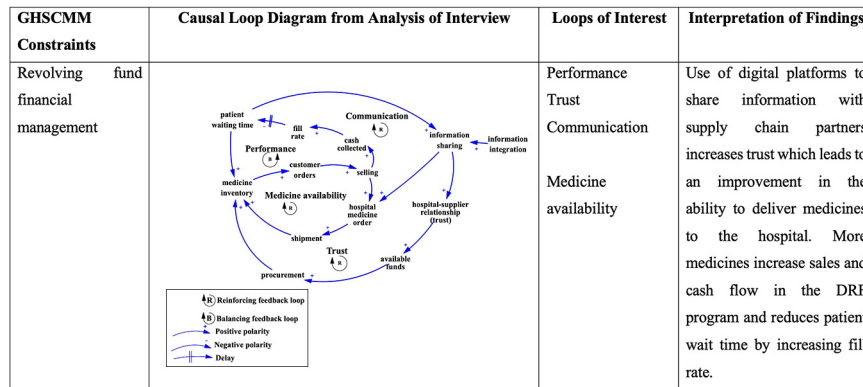 GHSCMM
Constraints
Causal Loop Diagram from Analysis of Interview
Loops of Interest
Interpretation of Findings
Revolving fund
financial
management
patient
waiting time
fill
rate
Communication
R
cash
collected
information
sharing
information
integration
Performance
B
customer
orders
selling
medicine
inventory
Medicine availability
R
hospital
medicine
order
hospital-supplier
relationship
(trust)
shipment
Trust
R
available
funds
procurement
R Reinforcing feedback loop
B Balancing feedback loop
+
Positive polarity
-
Negative polarity
Delay
Performance
Trust
Communication
Medicine
availability
Use of digital platforms to
share information with
supply chain partners
increases trust which leads to
an improvement in the
ability to deliver medicines
to the hospital. More
medicines increase sales and
cash flow in the DRF
program and reduces patient
wait time by increasing fill
rate.